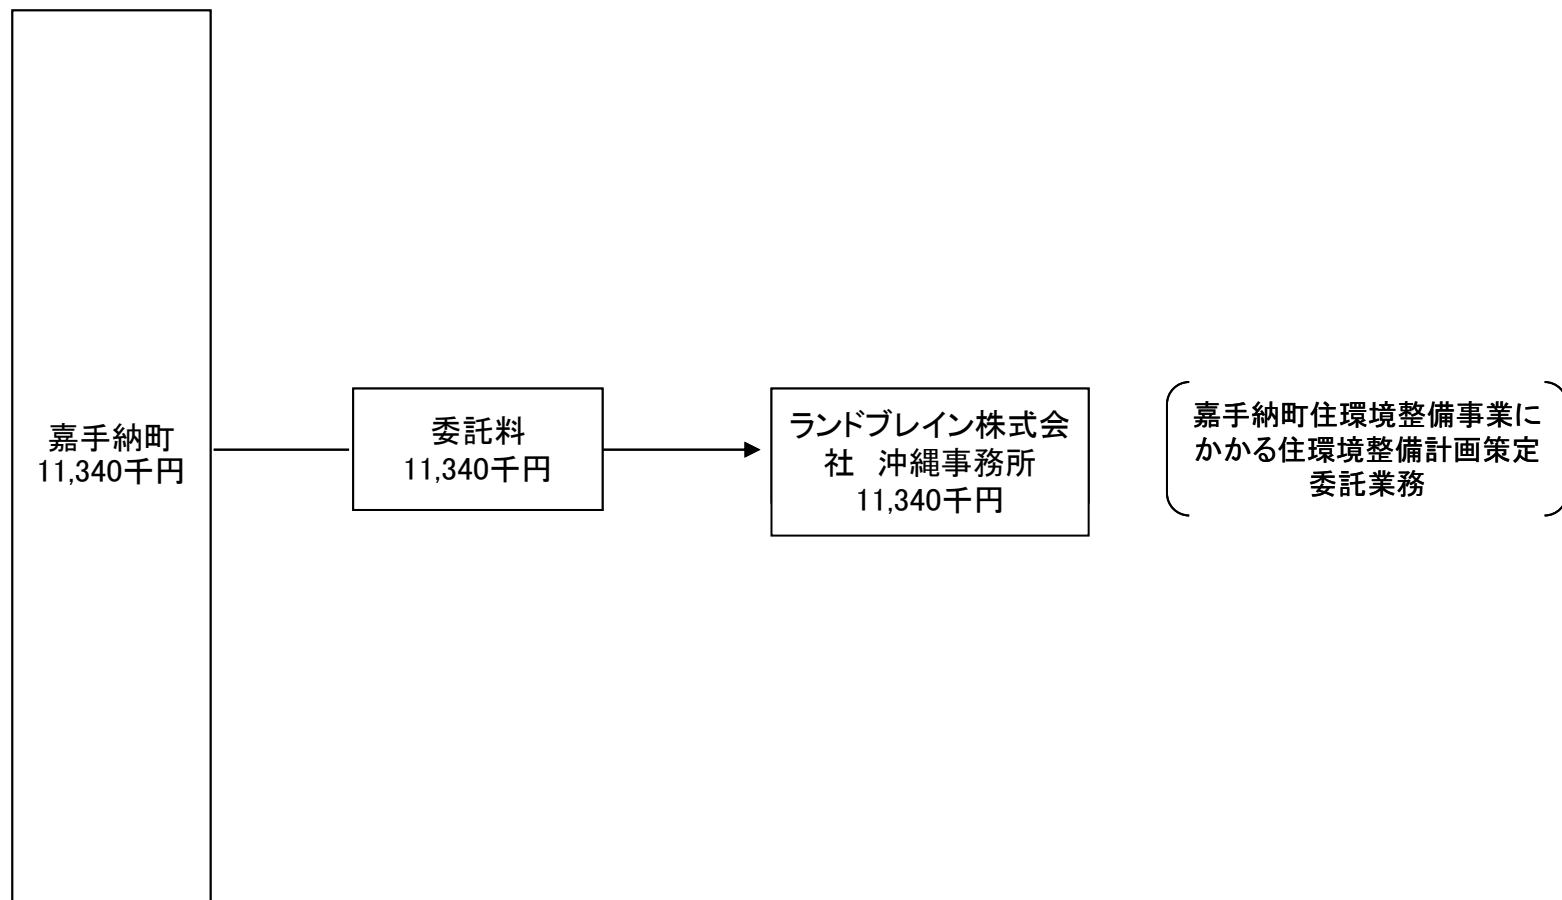 嘉手納町
11,340千円
委託料
11,340千円
ランドブレイン株式会
社　沖縄事務所
11,340千円
嘉手納町住環境整備事業に
かかる住環境整備計画策定
委託業務